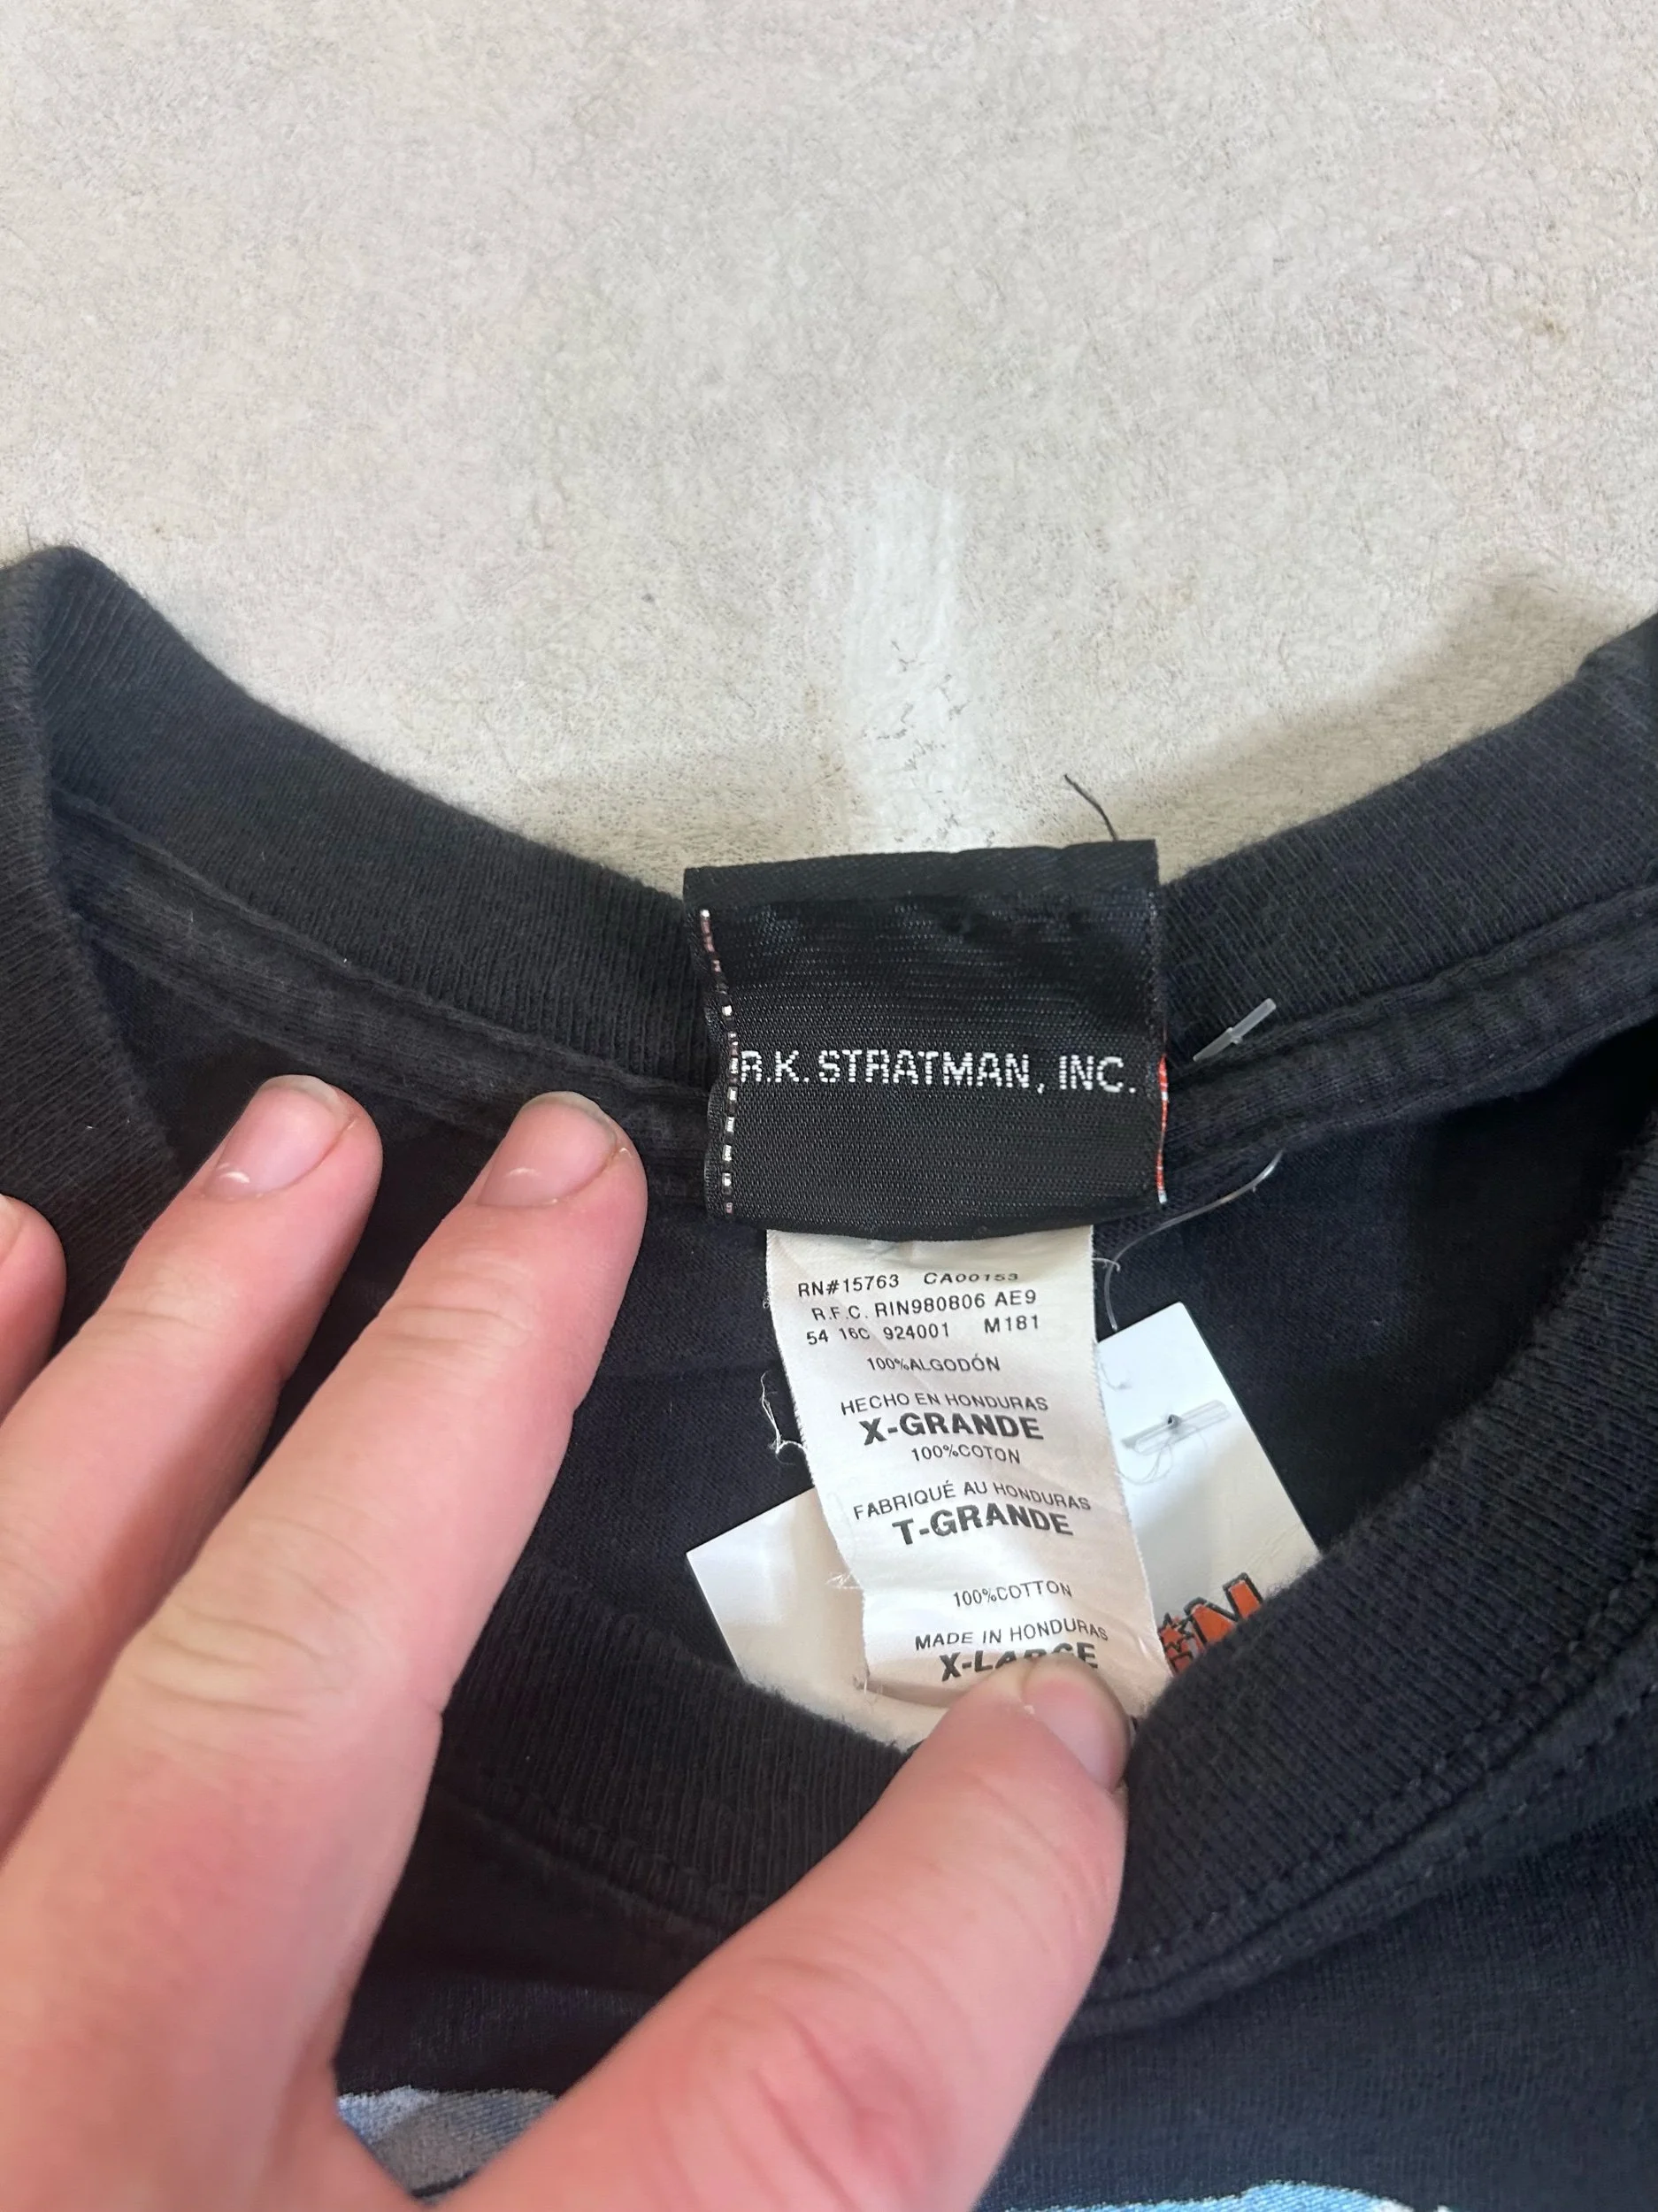 R.K. STRATMAN, INC.
RN#15763 CA00153
R.F.C. RIN980806 AE9
54 16C 924001 M181
100%ALGODÓN
HECHO EN HONDURAS
X-GRANDE
100%COTON
FABRIQUÉ AU HONDURAS
T-GRANDE
100%COTTON
MADE IN HONDURAS
X-LARGE